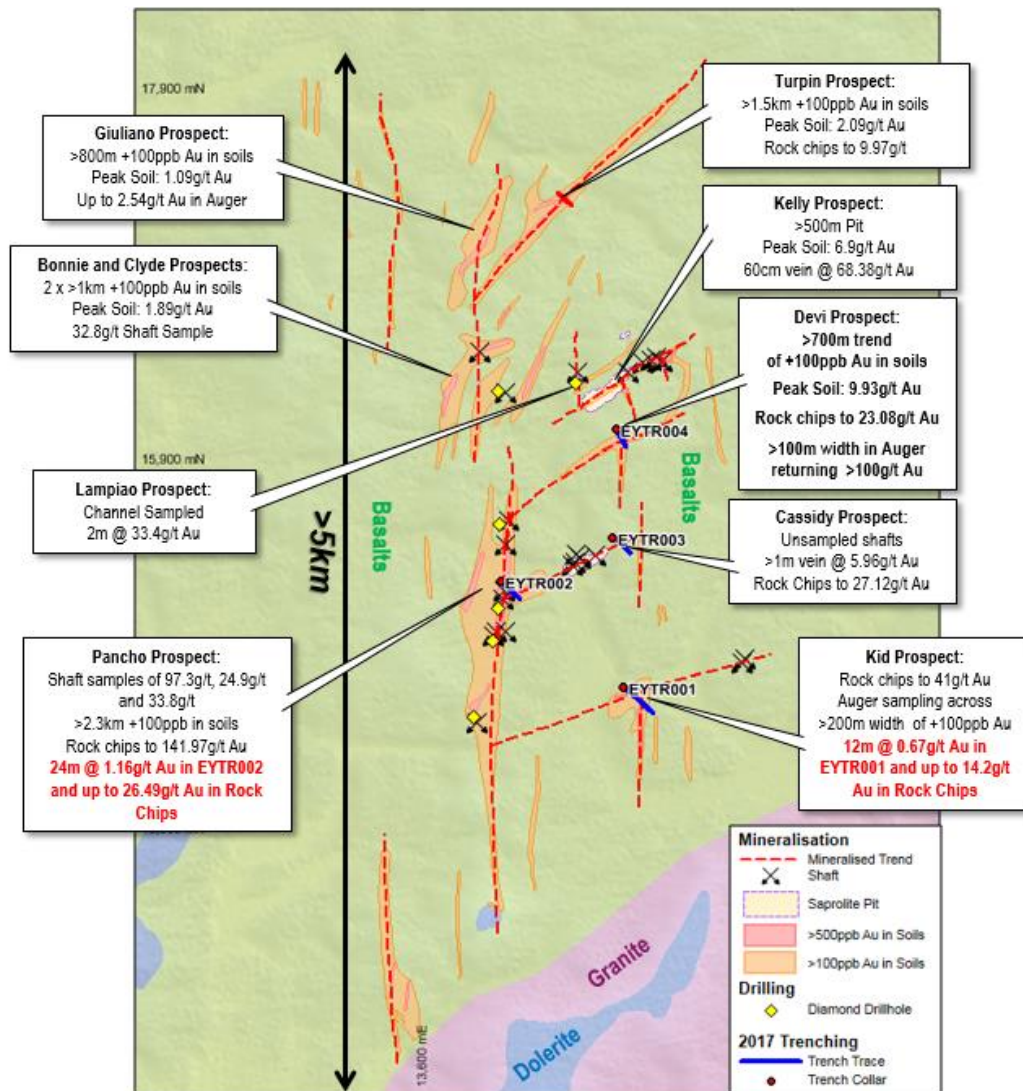 17,900 mN
Giuliano Prospect:
>800m +100ppb Au in soils
Peak Soil: 1.09g/t Au
Up to 2.54g/t Au in Auger
Turpin Prospect:
>1.5km +100ppb Au in soils
Peak Soil: 2.09g/t Au
Rock chips to 9.97g/t
Kelly Prospect:
>500m Pit
Peak Soil: 6.9g/t Au
60cm vein @ 68.38g/t Au
Bonnie and Clyde Prospects:
2 x >1km +100ppb Au in soils
Peak Soil: 1.89g/t Au
32.8g/t Shaft Sample
Devi Prospect:
>700m trend
of +100ppb Au in soils
Peak Soil: 9.93g/t Au
Rock chips to 23.08g/t Au
>100m width in Auger
returning >100g/t Au
EYTR004
15,900 mN
Lampiao Prospect:
Channel Sampled
2m @ 33.4g/t Au
Basalts
>5km
Basalts
Cassidy Prospect:
Unsampled shafts
>1m vein @ 5.96g/t Au
Rock Chips to 27.12g/t Au
EYTR003
EYTR002
Pancho Prospect:
Shaft samples of 97.3g/t, 24.9g/t
and 33.8g/t
>2.3km +100ppb in soils
Rock chips to 141.97g/t Au
24m @ 1.16g/t Au in EYTR002
and up to 26.49g/t Au in Rock
Chips
EYTR001
Kid Prospect:
Rock chips to 41g/t Au
Auger sampling across
>200m width of +100ppb Au
12m @ 0.67g/t Au in
EYTR001 and up to 14.2g/t
Au in Rock Chips
Granite
Dolerite
13,600 mE
Mineralisation
Mineralised Trend
Shaft
Saprolite Pit
>500ppb Au in Soils
>100ppb Au in Soils
Drilling
Diamond Drillhole
2017 Trenching
Trench Trace
Trench Collar